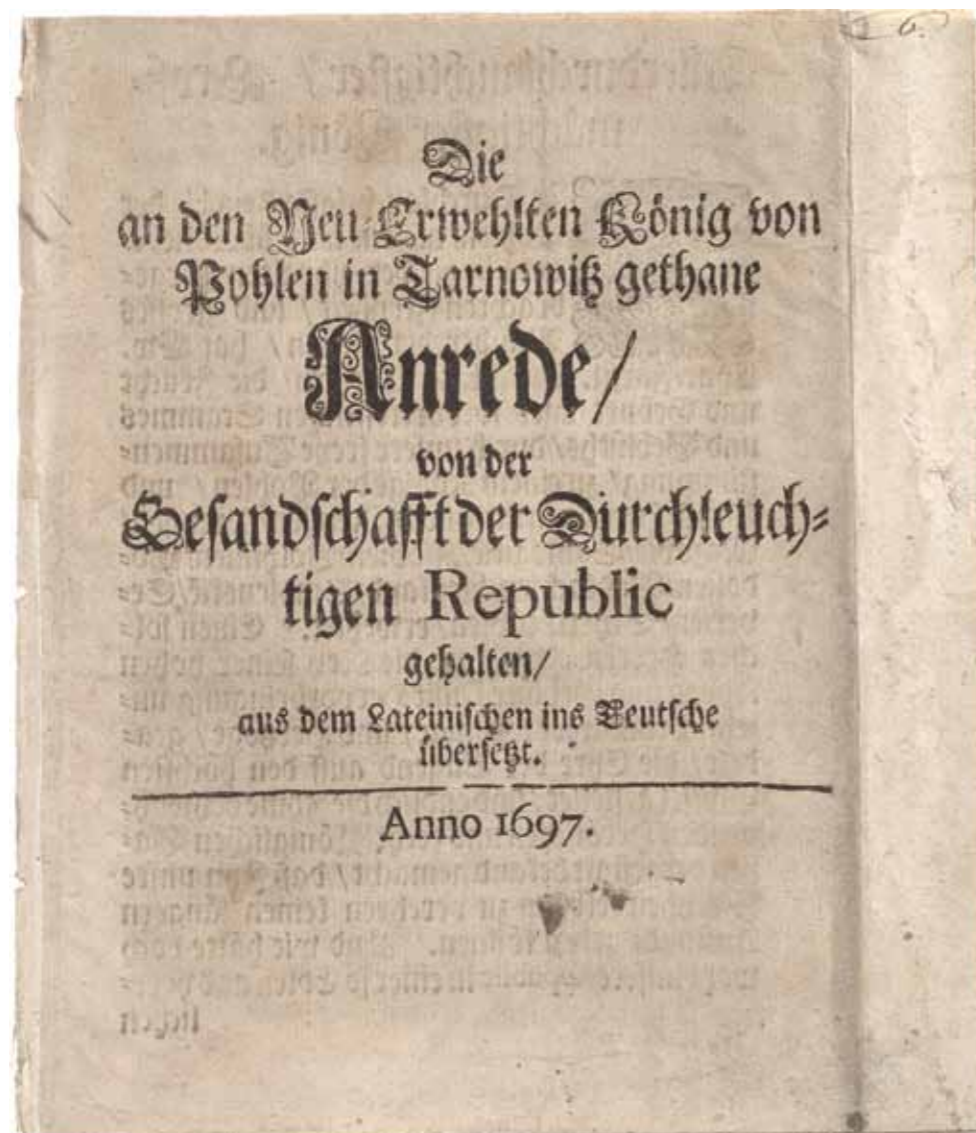 Die
an den Neu-Erwehlten König von
Pohlen in Tarnowitz gethane
Anrede/
von der
Gesandschafft der Durchleuch-
tigen Republic
gehalten/
aus dem Lateinischen ins Teutsche
übersetzt.
Anno 1697.